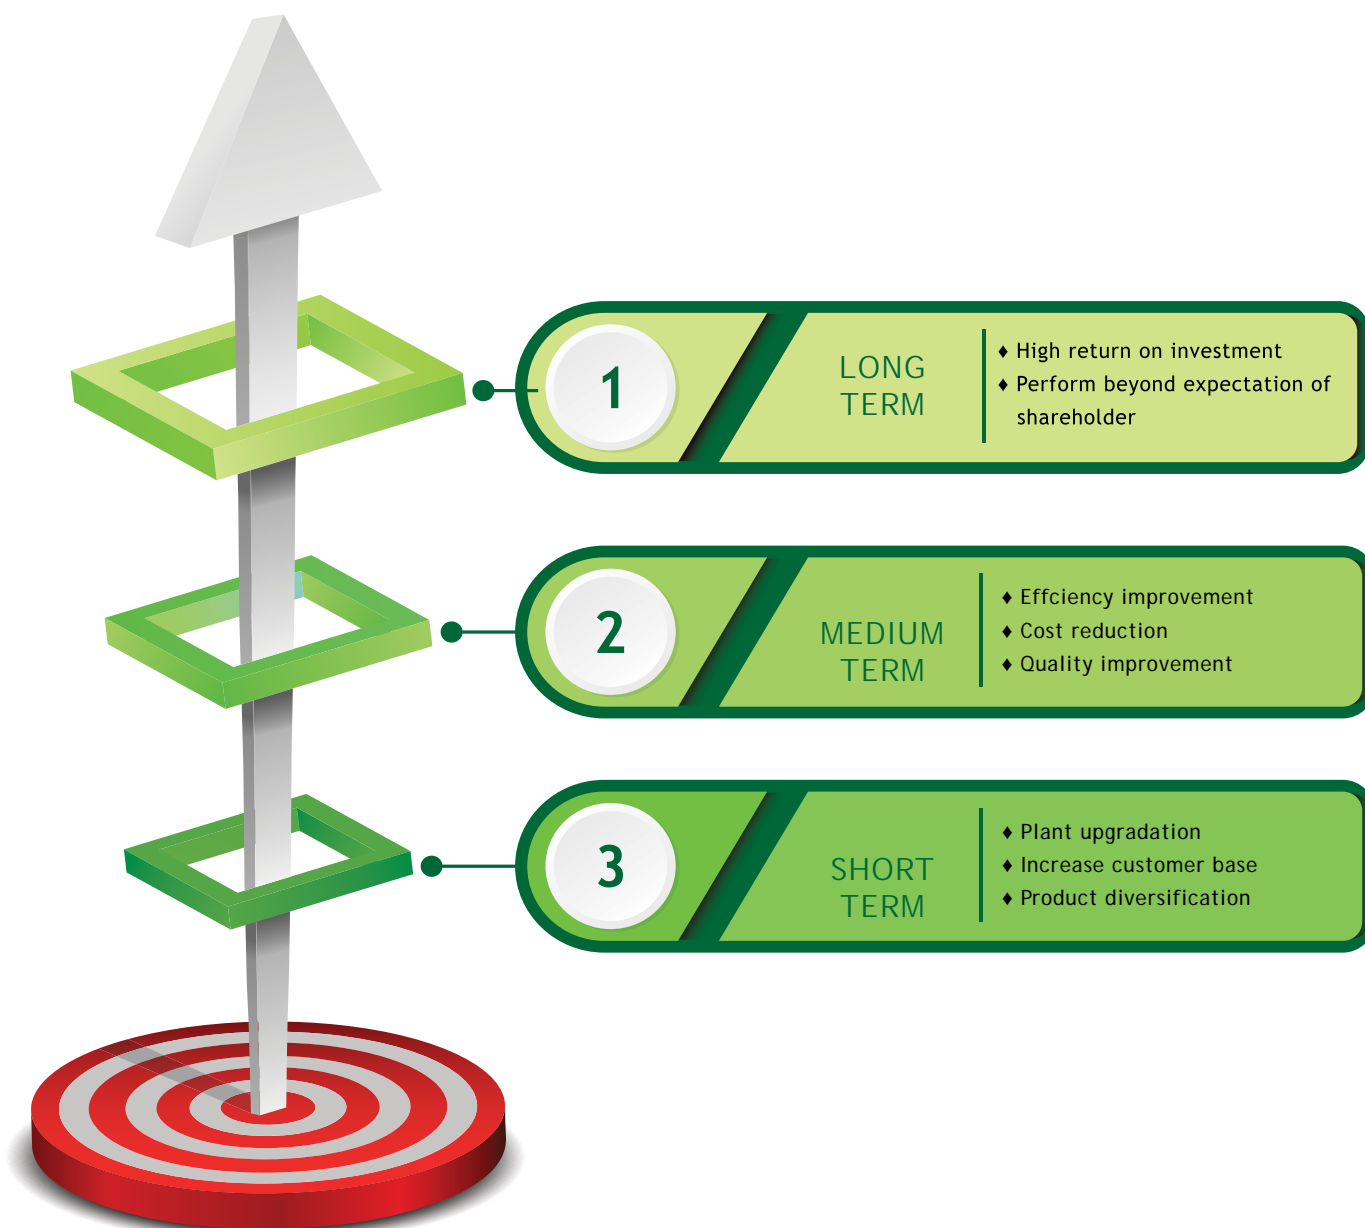 1
LONG
TERM
♦ High return on investment
♦ Perform beyond expectation of
shareholder
2
MEDIUM
TERM
♦ Effciency improvement
♦ Cost reduction
♦ Quality improvement
3
SHORT
TERM
♦ Plant upgradation
♦ Increase customer base
♦ Product diversification